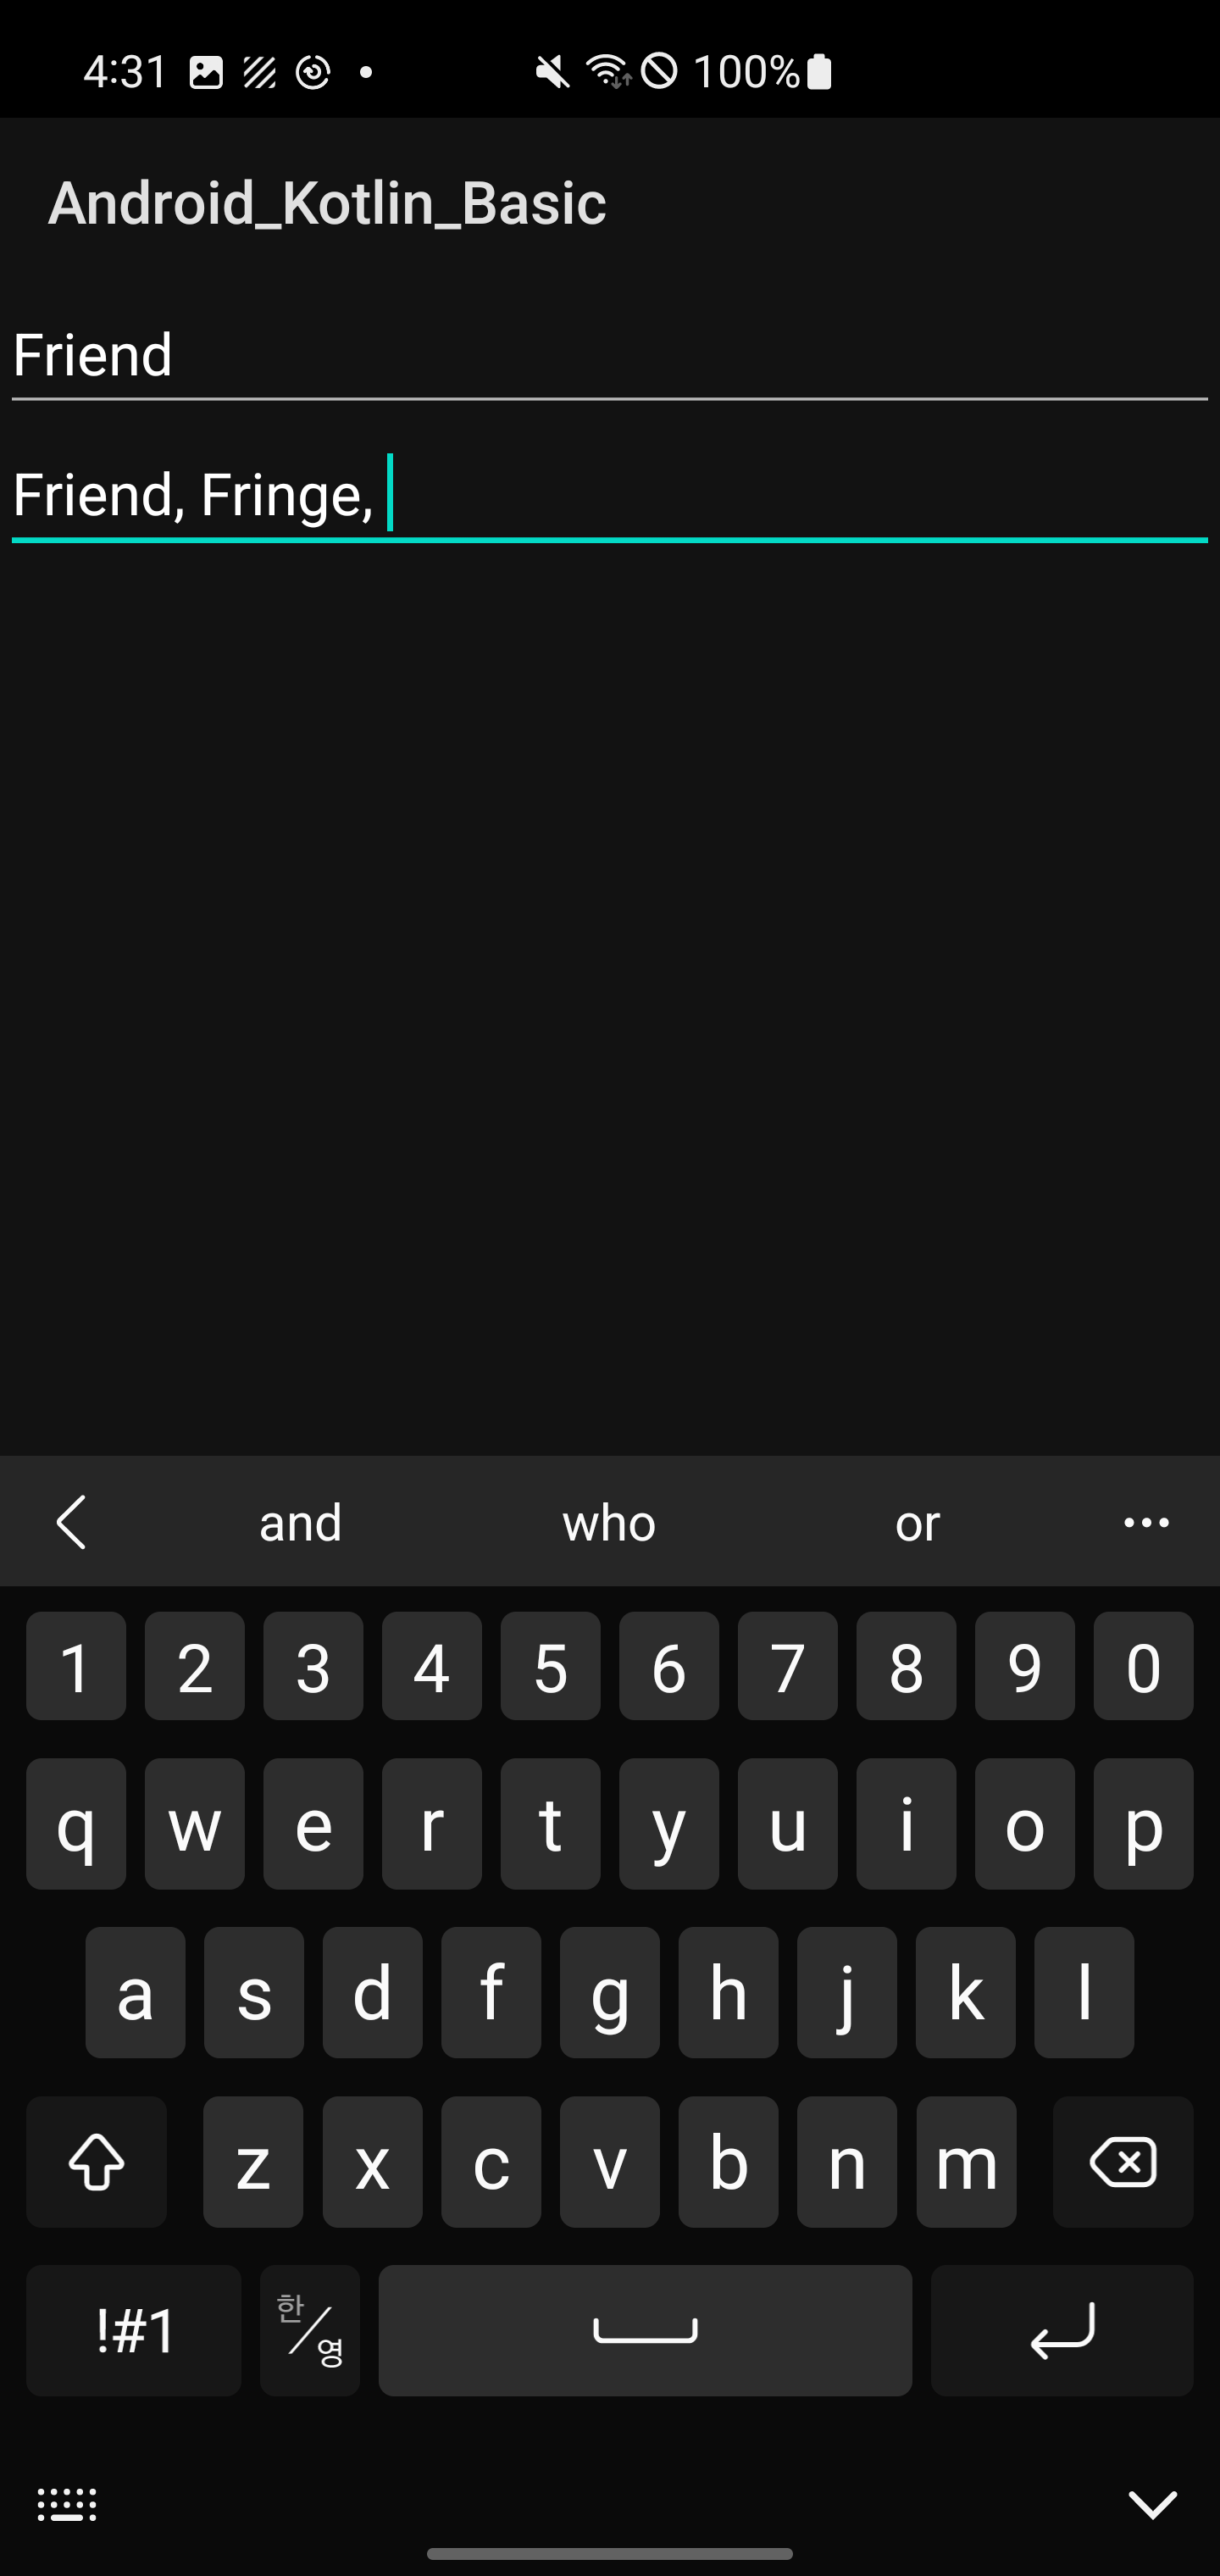 4:31 100%
Android_Kotlin_Basic
Friend
Friend, Fringe,
and who or
1 2 3 4 5 6 7 8 9 0
q w e r t y u i o p
a s d f g h j k l
z x c v b n m
!#1 한/영